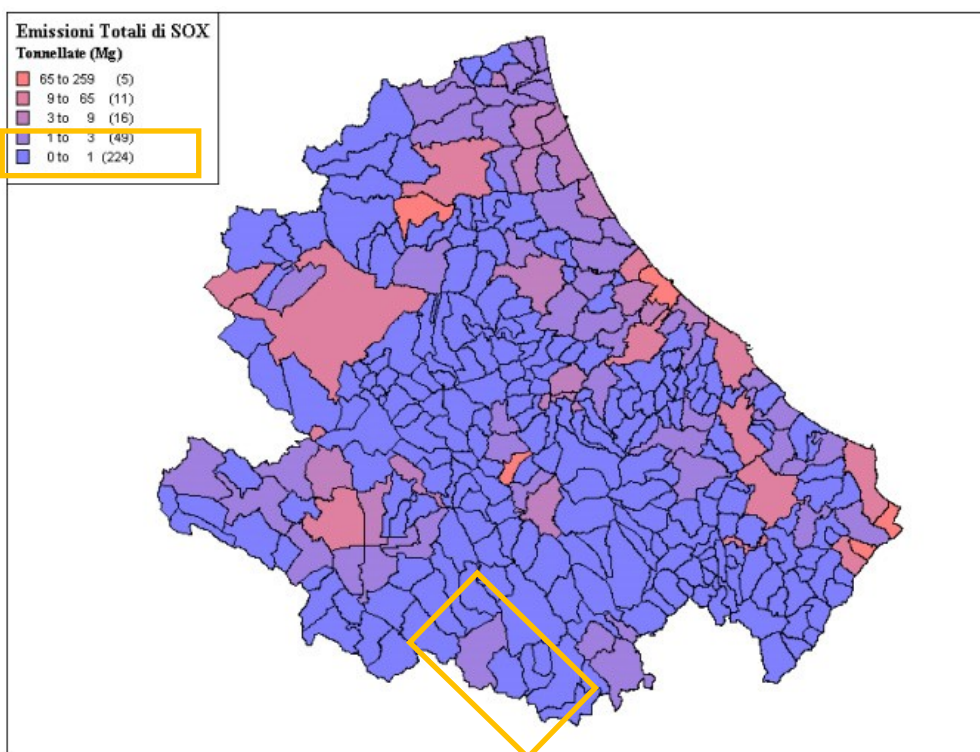 Emissioni Totali di SOX
Tonnellate (Mg)
65 to 259 (5)
9 to 65 (11)
3 to 9 (16)
1 to 3 (49)
0 to 1 (224)